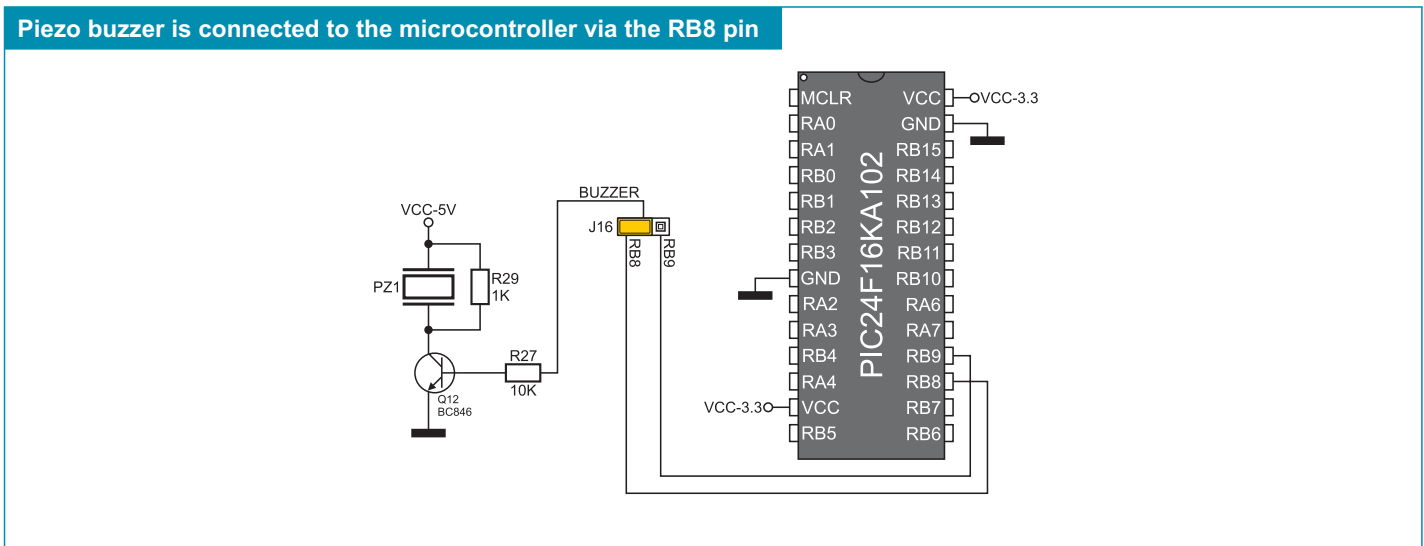 Piezo buzzer is connected to the microcontroller via the RB8 pin
VCC-5V
PZ1
R29
1K
Q12
BC846
R27
10K
BUZZER
J16
RB8
RB9
MCLR
RA0
RA1
RB0
RB1
RB2
RB3
GND
RA2
RA3
RB4
RA4
VCC-3.3
VCC
RB5
PIC24F16KA102
VCC
VCC-3.3
GND
RB15
RB14
RB13
RB12
RB11
RB10
RA6
RA7
RB9
RB8
RB7
RB6